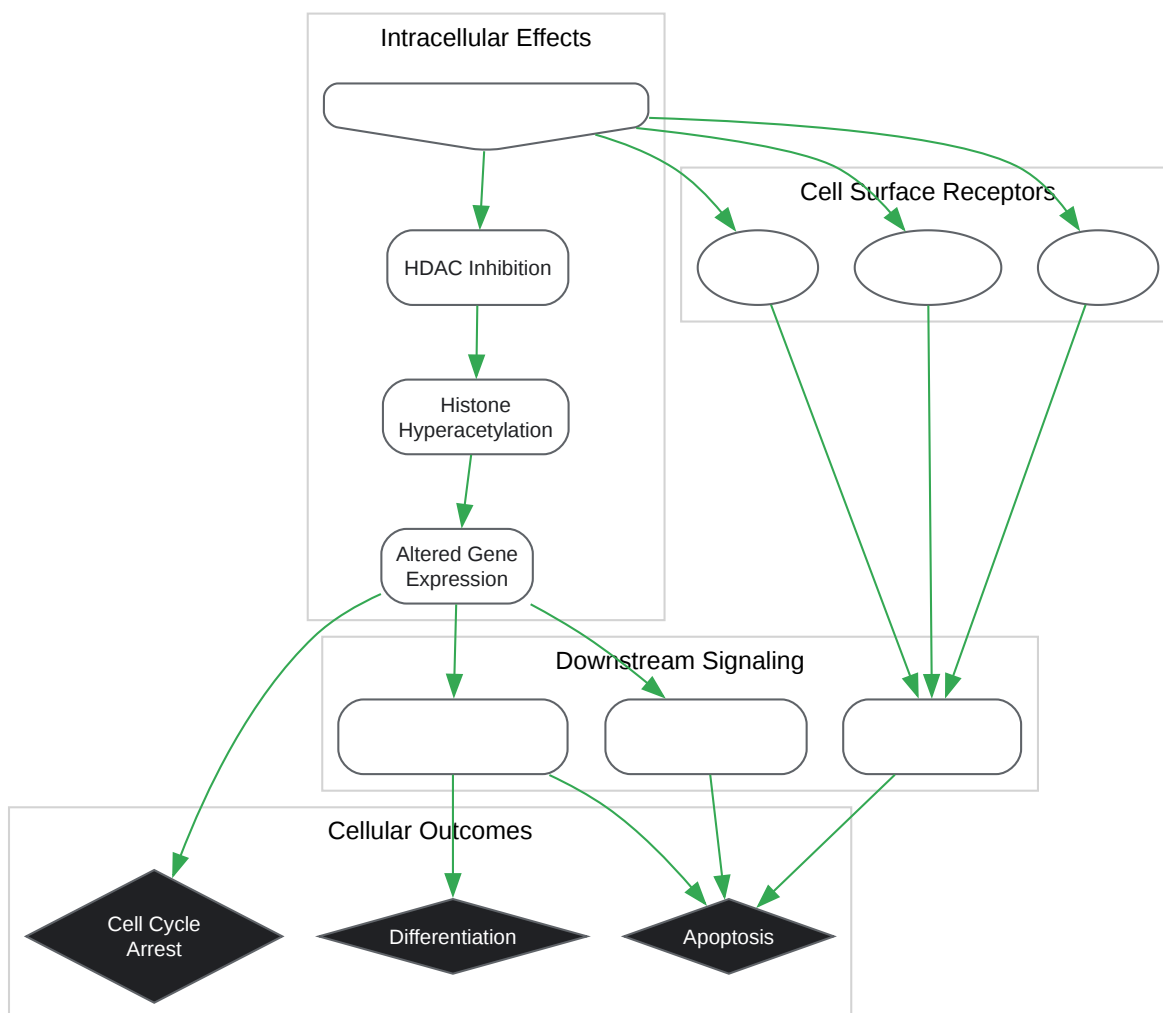 Intracellular Effects
Cell Surface Receptors
HDAC Inhibition
Histone
Hyperacetylation
Altered Gene
Expression
Downstream Signaling
Cellular Outcomes
Cell Cycle
Arrest
Differentiation
Apoptosis